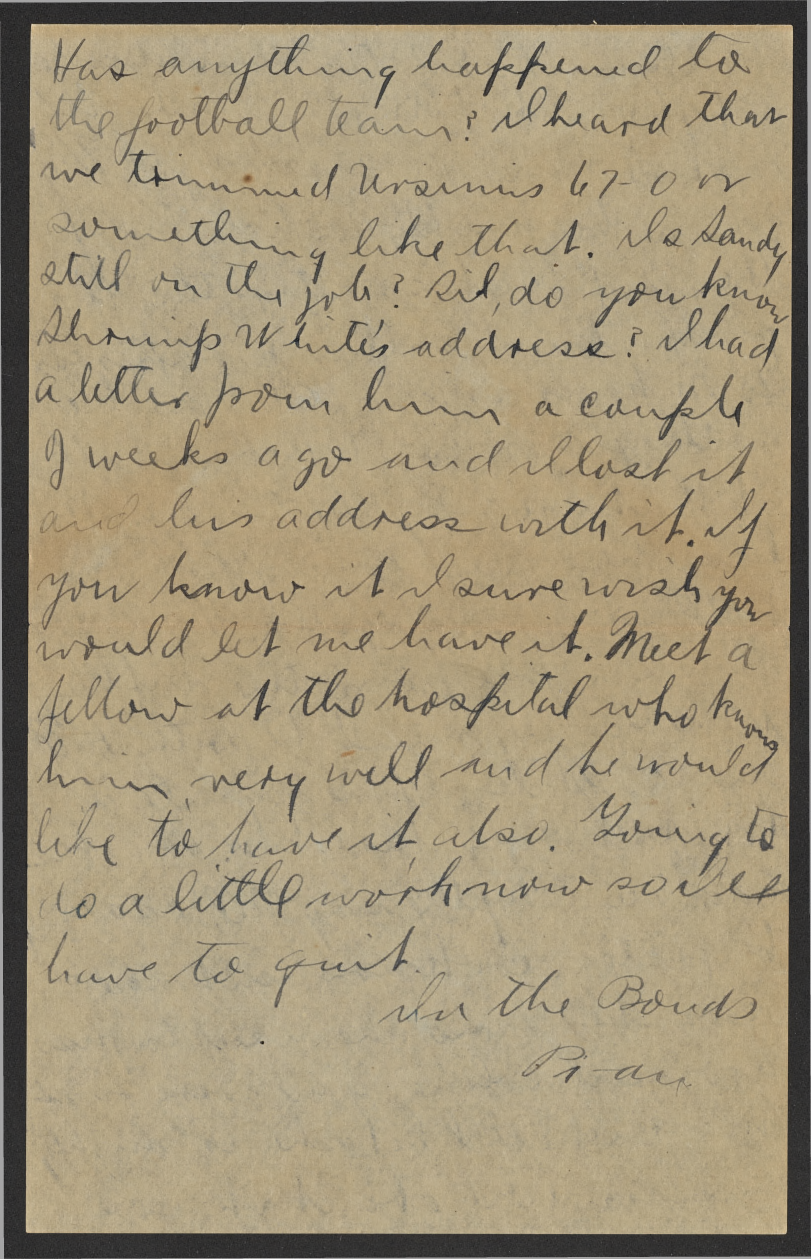 Has anything happened to
the football team? I heard that
we trimmed Ursinus 67-0 or
something like that. Is Sandy
still on the job? Sid, do you know
Shrimp White's address? I had
a letter from him a couple
of weeks ago and I lost it
and his address with it. If
you know it I sure wish you
would let me have it. Meet a
fellow at the hospital who knows
him very well and he would
like to have it also. Going to
do a little work now so I'll
have to quit.
In the Bonds